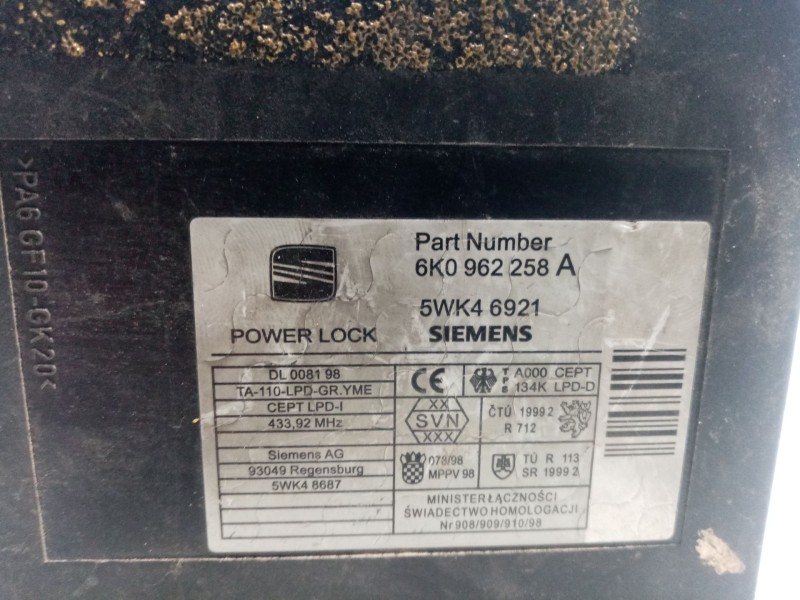 >PA6 GF10-GK20<
Part Number
6K0 962 258 A
5WK4 6921
POWER LOCK
SIEMENS
DL 0081 98
TA-110-LPD-GR.YME
CEPT LPD-I
433,92 MHz
Siemens AG
93049 Regensburg
5WK4 8687
CE
TPS
A000 CEPT
134K LPD-D
XX
SVN
XXX
ČTÚ 1999 2
R 712
078/98
MPPV 98
TÚ R 113
SR 1999 2
MINISTER ŁĄCZNOŚCI
ŚWIADECTWO HOMOLOGACJI
Nr 908/909/910/98